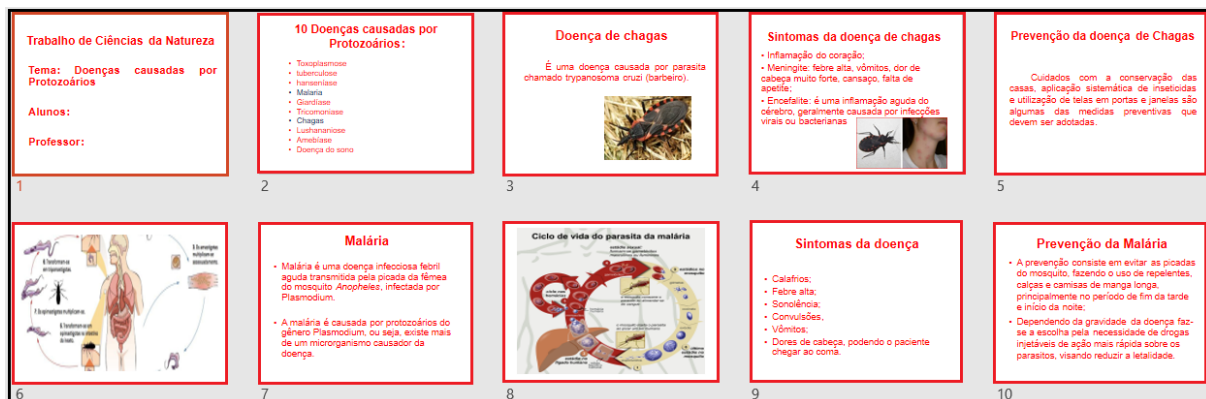 Trabalho de Ciências da Natureza
Tema: Doenças causadas por
Protozoários
Alunos:
Professor:
1
10 Doenças causadas por
Protozoários:
• Toxoplasmose
• tuberculose
• hanseníase
• Malaria
• Giardíase
• Tricomoniase
• Chagas
• Lushananiose
• Amebíase
• Doença do sono
2
Doença de chagas
É uma doença causada por parasita
chamado trypanosoma cruzi (barbeiro).
3
Sintomas da doença de chagas
• Inflamação do coração;
• Meningite: febre alta, vômitos, dor de
cabeça muito forte, cansaço, falta de
apetite;
• Encefalite: é uma inflamação aguda do
cérebro, geralmente causada por infecções
virais ou bacterianas
4
Prevenção da doença de Chagas
Cuidados com a conservação das
casas, aplicação sistemática de inseticidas
e utilização de telas em portas e janelas são
algumas das medidas preventivas que
devem ser adotadas.
5
6
Malária
• Malária é uma doença infecciosa febril
aguda transmitida pela picada da fêmea
do mosquito Anopheles, infectada por
Plasmodium.
• A malária é causada por protozoários do
gênero Plasmodium, ou seja, existe mais
de um microrganismo causador da
doença.
7
Ciclo de vida do parasita da malária
8
Sintomas da doença
• Calafrios;
• Febre alta;
• Sonolência;
• Convulsões,
• Vômitos;
• Dores de cabeça, podendo o paciente
chegar ao coma.
9
Prevenção da Malária
• A prevenção consiste em evitar as picadas
do mosquito, fazendo o uso de repelentes,
calças e camisas de manga longa,
principalmente no período de fim da tarde
e início da noite;
• Dependendo da gravidade da doença faz-
se a escolha pela necessidade de drogas
injetáveis de ação mais rápida sobre os
parasitos, visando reduzir a letalidade.
10